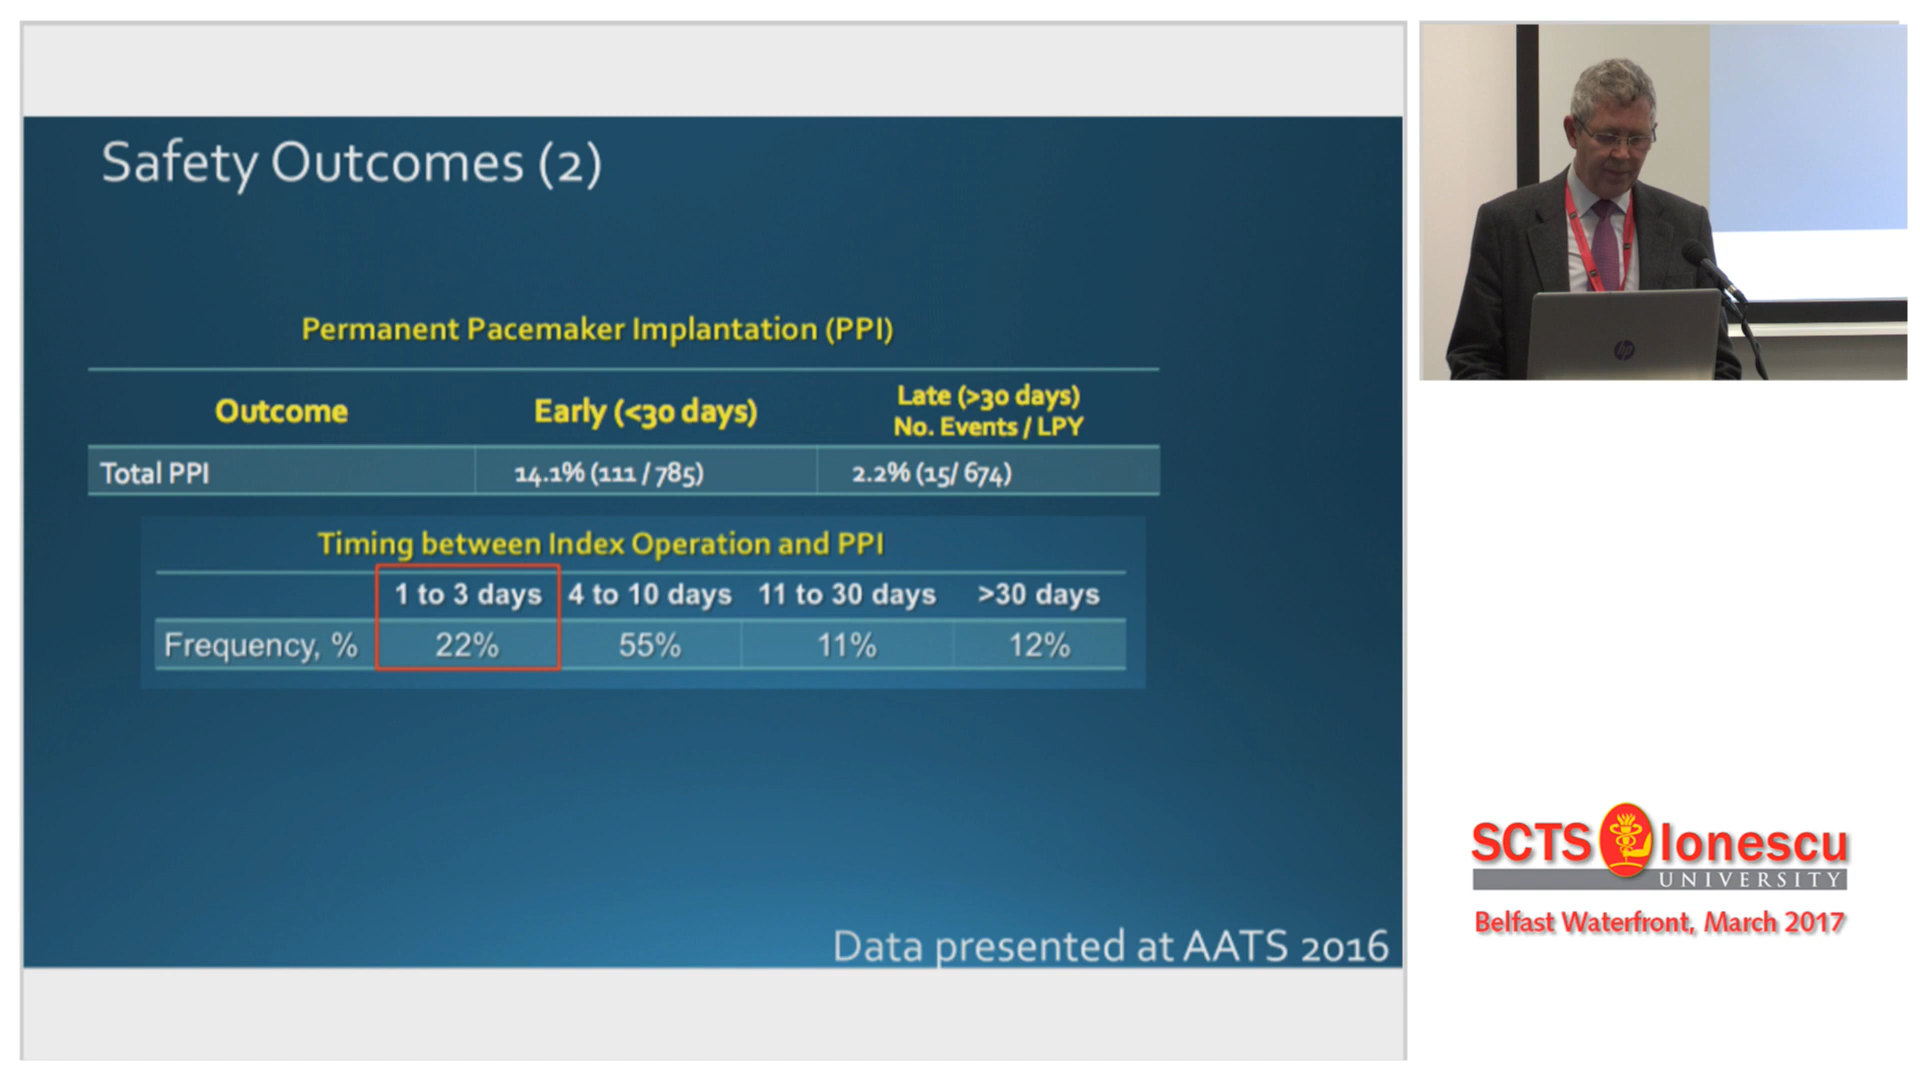 Safety Outcomes (2)
Permanent Pacemaker Implantation (PPI)
Outcome Early (<30 days) Late (>30 days)
No. Events / LPY
Total PPI 14.1% (111 / 785) 2.2% (15/ 674)
Timing between Index Operation and PPI
1 to 3 days 4 to 10 days 11 to 30 days >30 days
Frequency, % 22% 55% 11% 12%
Data presented at AATS 2016
hp
SCTS Ionescu
UNIVERSITY
Belfast Waterfront, March 2017